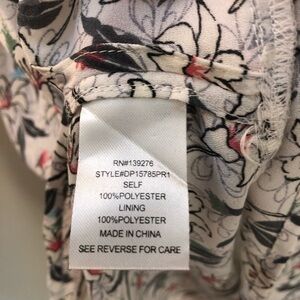 RN#139276
STYLE#DP15785PR1
SELF
100%POLYESTER
LINING
100%POLYESTER
MADE IN CHINA
SEE REVERSE FOR CARE